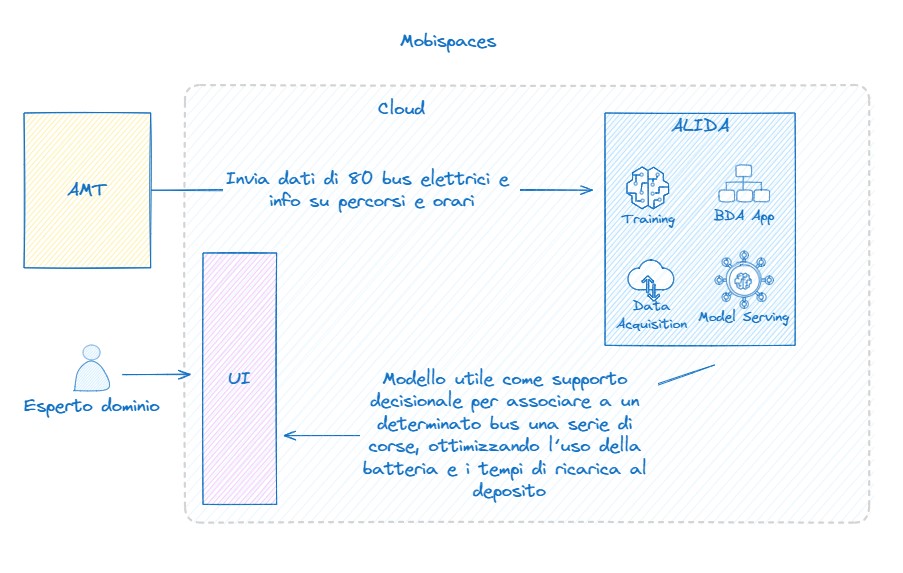 Mobispaces
Cloud
ALIDA
AMT
Invia dati di 80 bus elettrici e
info su percorsi e orari
Training
BDA App
Data
Acquisition
Model Serving
UI
Esperto dominio
Modello utile come supporto
decisionale per associare a un
determinato bus una serie di
corse, ottimizzando l'uso della
batteria e i tempi di ricarica al
deposito